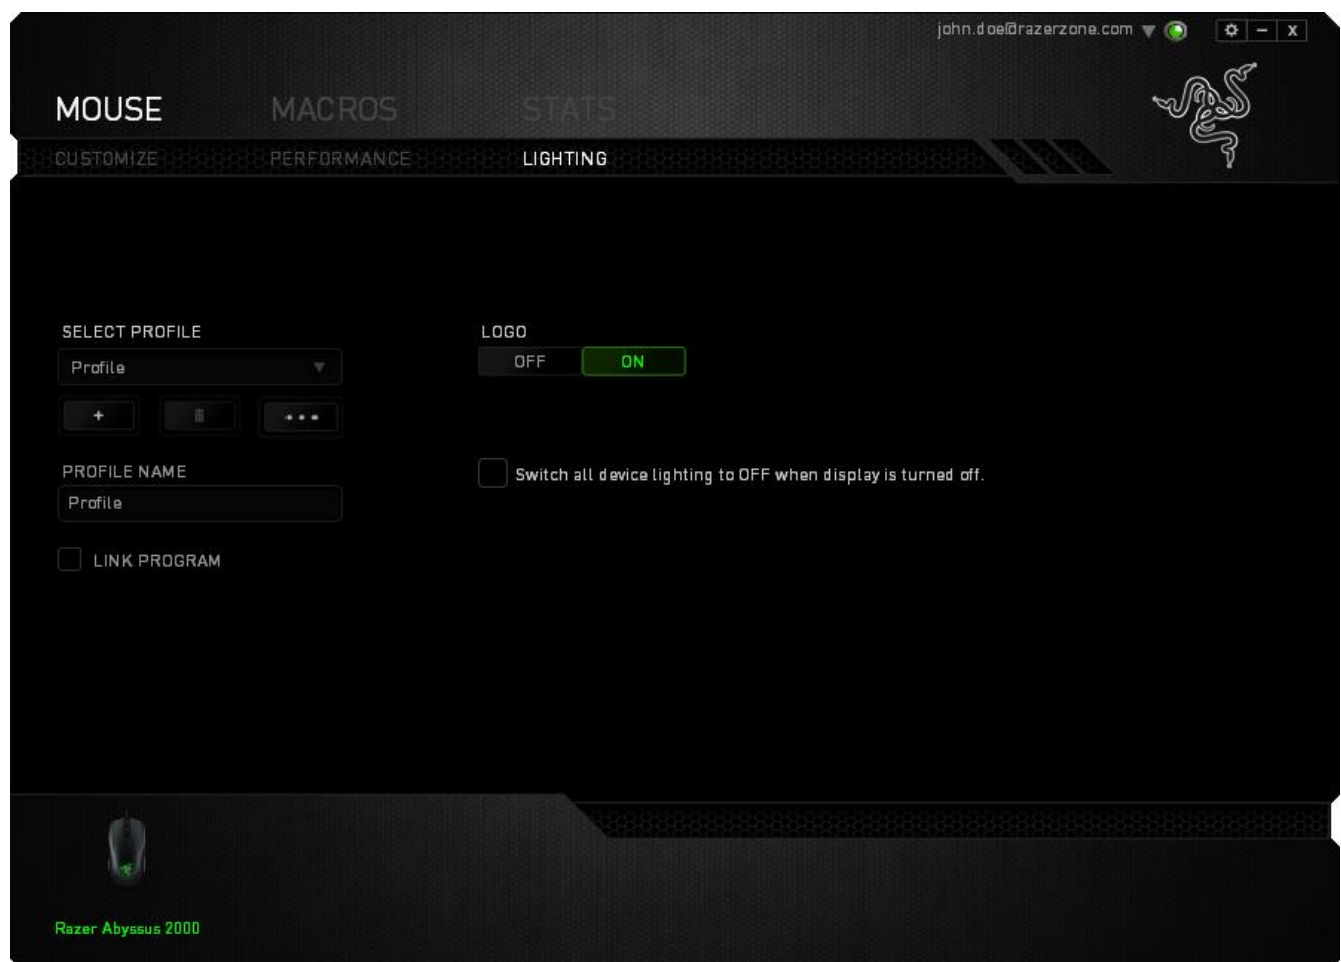 john.doe@razerzone.com
MOUSE MACROS STATS
CUSTOMIZE PERFORMANCE LIGHTING
SELECT PROFILE
Profile
+
PROFILE NAME
Profile
LINK PROGRAM
LOGO
OFF ON
Switch all device lighting to OFF when display is turned off.
Razer Abyssus 2000